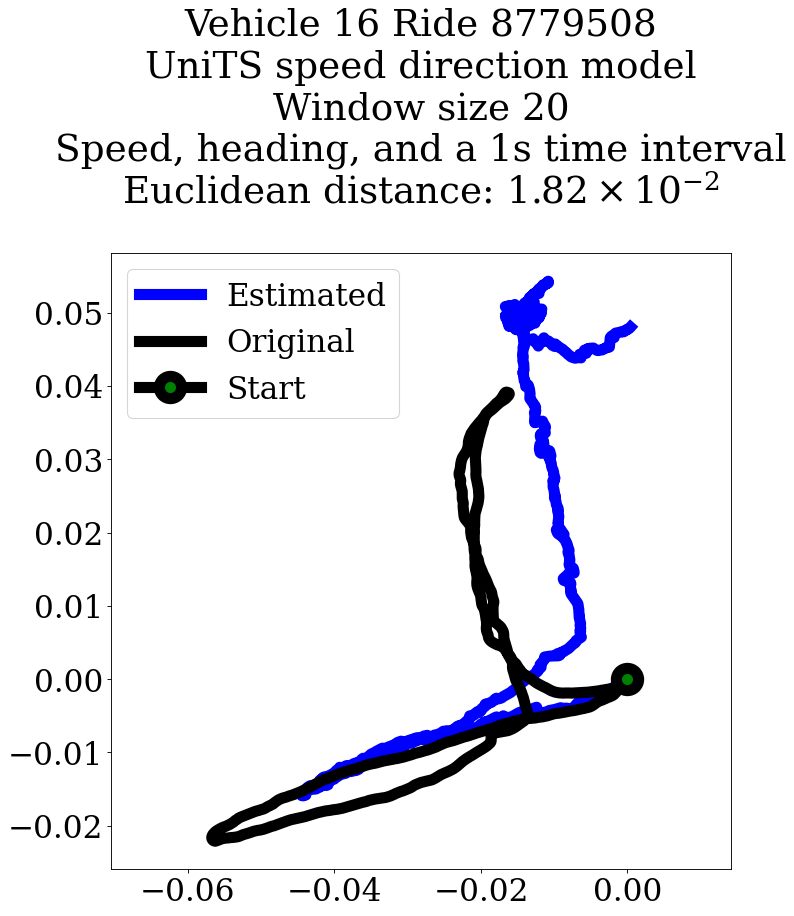 Vehicle 16 Ride 8779508
UniTS speed direction model
Window size 20
Speed, heading, and a 1s time interval
Euclidean distance: 1.82 × 10⁻²
Estimated
Original
Start
0.05
0.04
0.03
0.02
0.01
0.00
−0.01
−0.02
−0.06 −0.04 −0.02 0.00